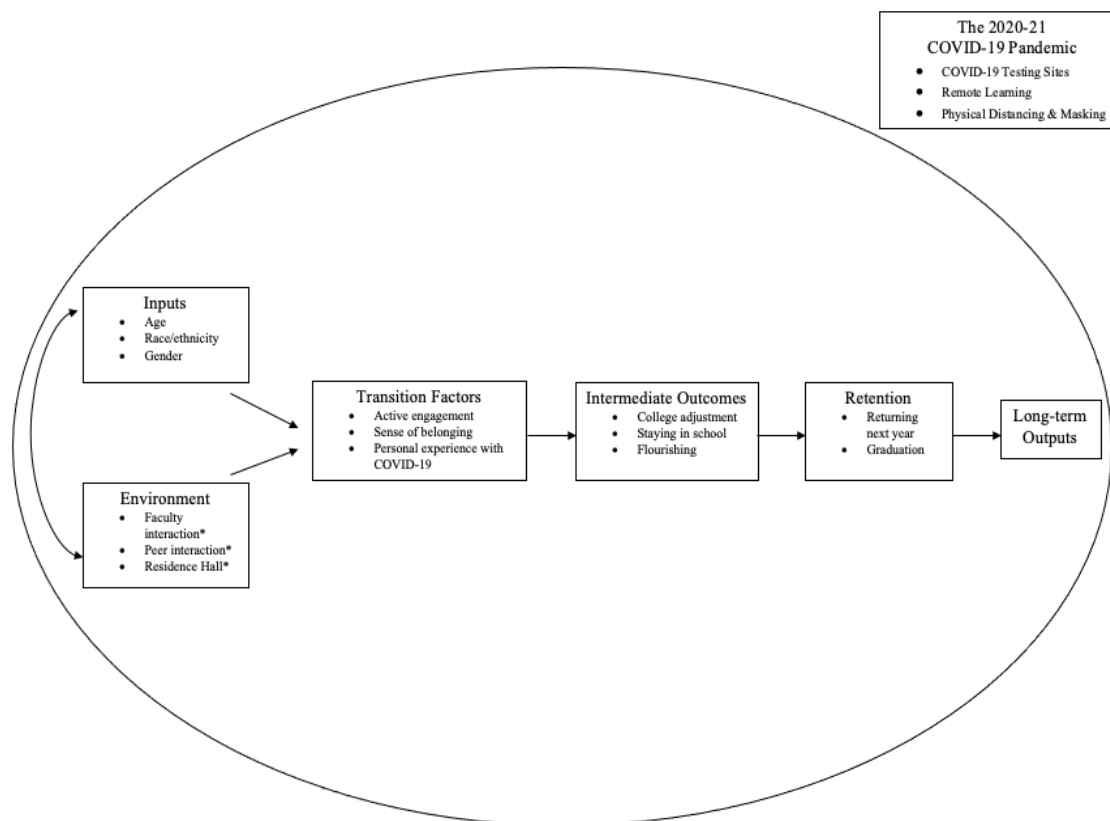 The 2020-21
COVID-19 Pandemic
• COVID-19 Testing Sites
• Remote Learning
• Physical Distancing & Masking
Inputs
• Age
• Race/ethnicity
• Gender
Environment
• Faculty
interaction*
• Peer interaction*
• Residence Hall*
Transition Factors
• Active engagement
• Sense of belonging
• Personal experience with
COVID-19
Intermediate Outcomes
• College adjustment
• Staying in school
• Flourishing
Retention
• Returning
next year
• Graduation
Long-term
Outputs